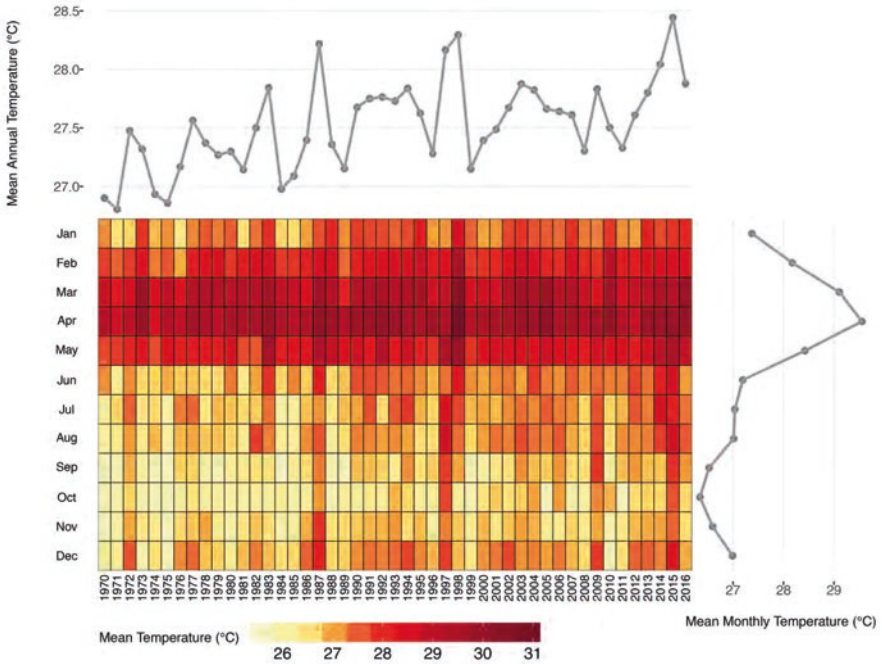 Mean Annual Temperature (°C)
28.5
28.0
27.5
27.0
Jan
Feb
Mar
Apr
May
Jun
Jul
Aug
Sep
Oct
Nov
Dec
1970 1971 1972 1973 1974 1975 1976 1977 1978 1979 1980 1981 1982 1983 1984 1985 1986 1987 1988 1989 1990 1991 1992 1993 1994 1995 1996 1997 1998 1999 2000 2001 2002 2003 2004 2005 2006 2007 2008 2009 2010 2011 2012 2013 2014 2015 2016
27 28 29
Mean Monthly Temperature (°C)
Mean Temperature (°C)
26 27 28 29 30 31